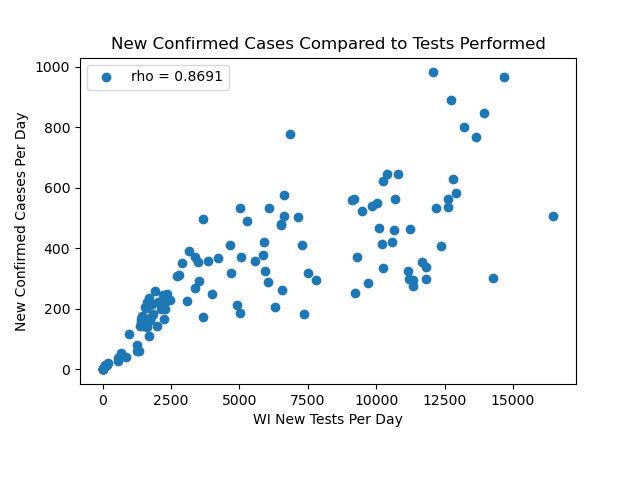 New Confirmed Cases Compared to Tests Performed
rho = 0.8691
1000
800
600
400
200
0
New Confirmed Caeses Per Day
0 2500 5000 7500 10000 12500 15000
WI New Tests Per Day